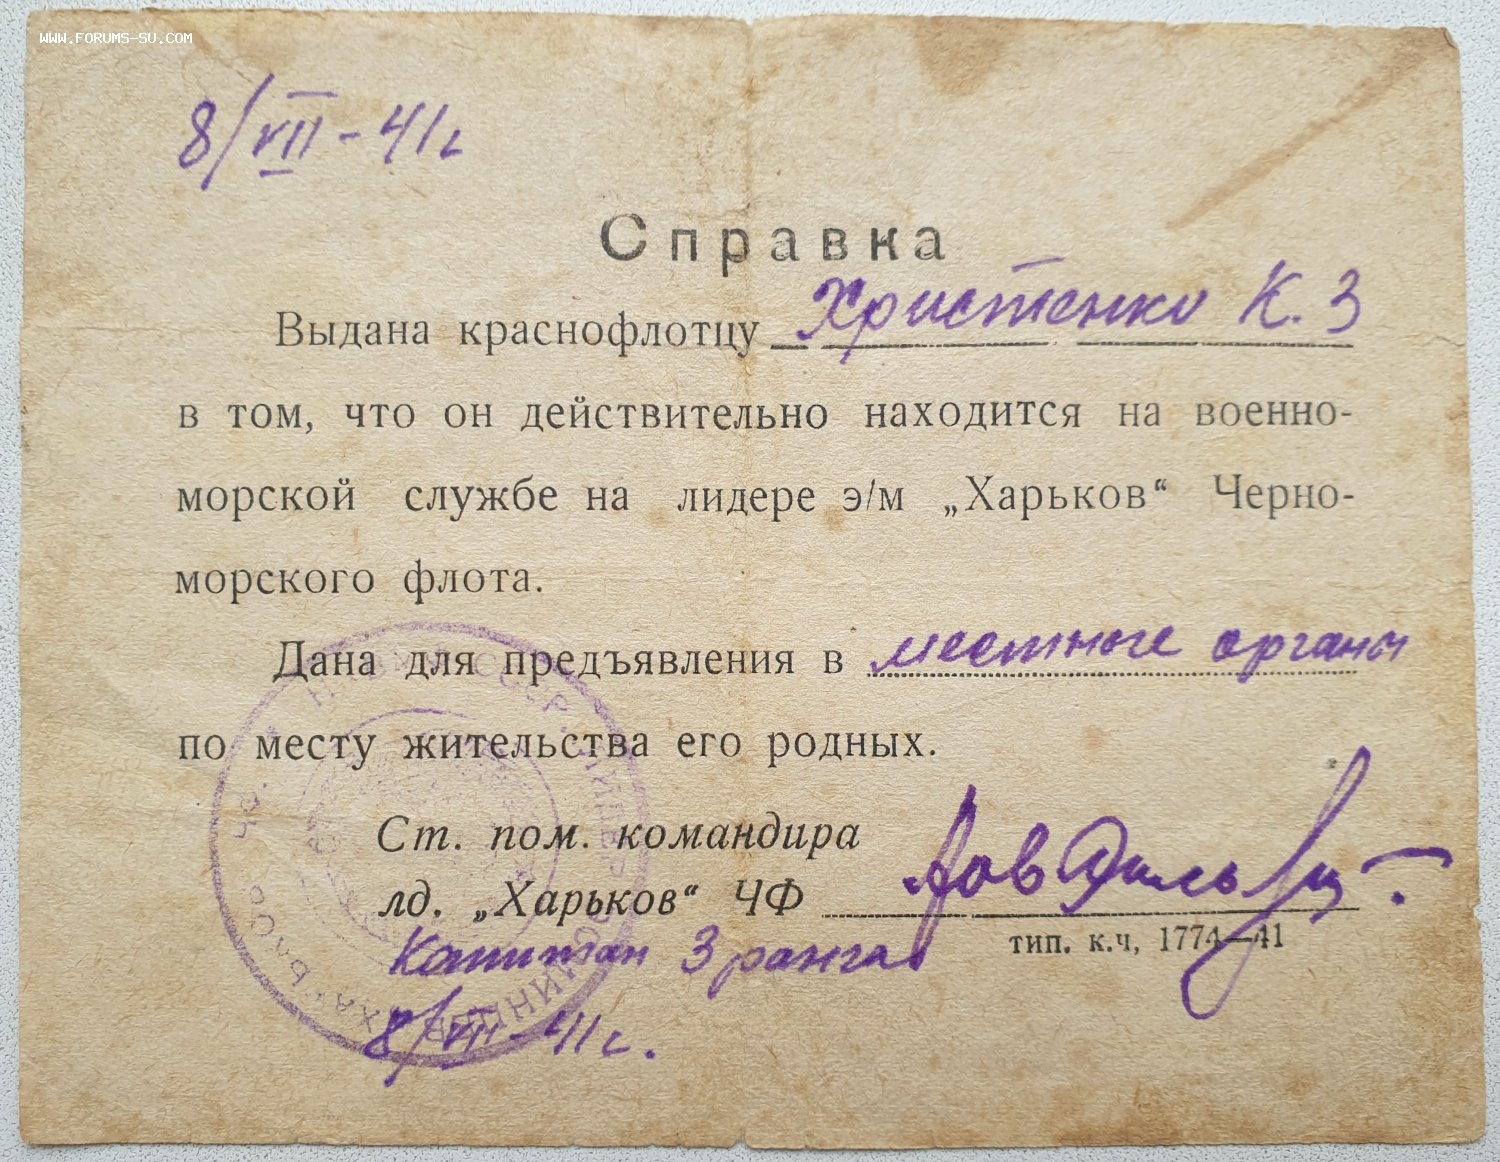 WWW.FORUMS-SU.COM
8/VII-41г
Справка
Выдана краснофлотцу Христенко К. З
в том, что он действительно находится на военно-
морской службе на лидере э/м „Харьков“ Черно-
морского флота.
Дана для предъявления в местные органы
по месту жительства его родных.
Ст. пом. командира
лд. „Харьков“ ЧФ
тип. к.ч, 1774—41
Капитан 3 ранга
8/VII-41г.